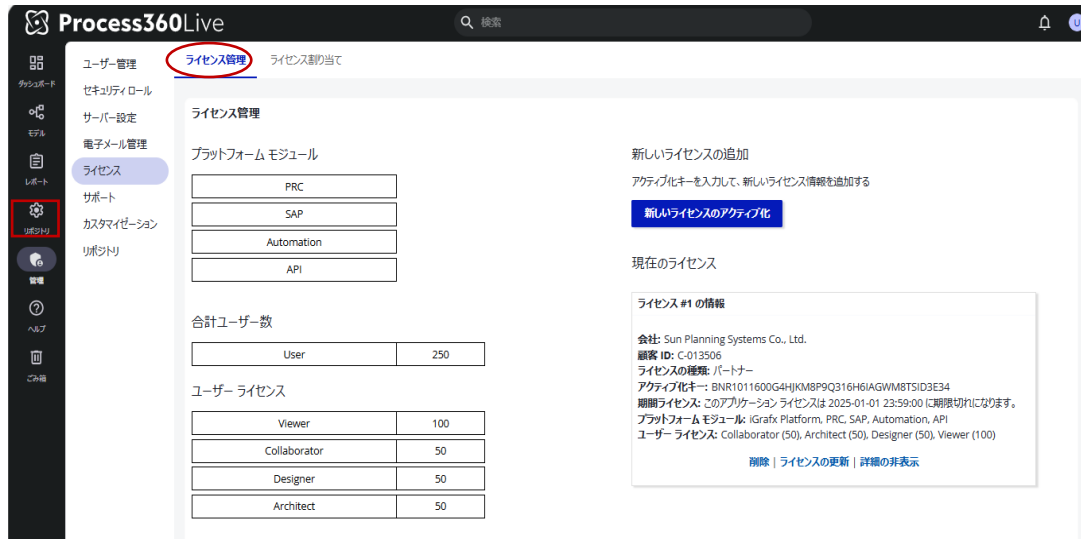 Process360Live
検索
U
ダッシュボード
モデル
レポート
リポジトリ
管理
ヘルプ
ごみ箱
ユーザー管理
セキュリティ ロール
サーバー設定
電子メール管理
ライセンス
サポート
カスタマイゼーション
リポジトリ
ライセンス管理
ライセンス割り当て
ライセンス管理
プラットフォーム モジュール
PRC
SAP
Automation
API
合計ユーザー数
User 250
ユーザー ライセンス
Viewer 100
Collaborator 50
Designer 50
Architect 50
新しいライセンスの追加
アクティブ化キーを入力して、新しいライセンス情報を追加する
新しいライセンスのアクティブ化
現在のライセンス
ライセンス #1 の情報
会社: Sun Planning Systems Co., Ltd.
顧客 ID: C-013506
ライセンスの種類: パートナー
アクティブ化キー: BNR1011600G4HJKM8P9Q316H6IAGWM8TSID3E34
期間ライセンス: このアプリケーション ライセンスは 2025-01-01 23:59:00 に期限切れになります。
プラットフォーム モジュール: iGrafx Platform, PRC, SAP, Automation, API
ユーザー ライセンス: Collaborator (50), Architect (50), Designer (50), Viewer (100)
削除 | ライセンスの更新 | 詳細の非表示